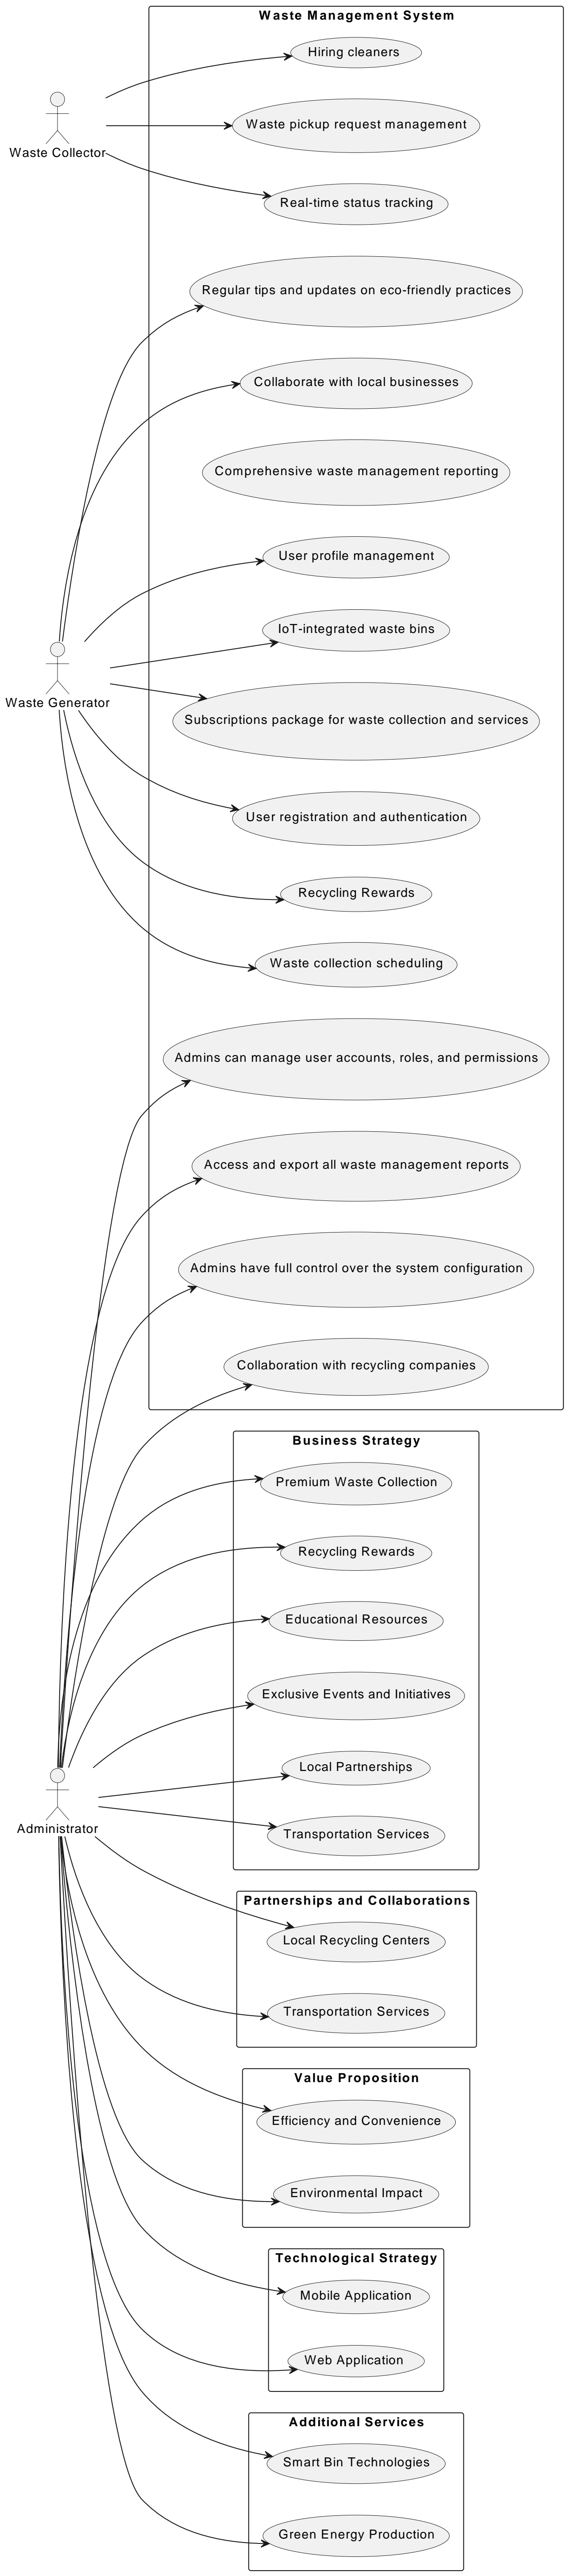 Waste Management System
Hiring cleaners
Waste pickup request management
Waste Collector
Real-time status tracking
Regular tips and updates on eco-friendly practices
Collaborate with local businesses
Comprehensive waste management reporting
User profile management
IoT-integrated waste bins
Waste Generator
Subscriptions package for waste collection and services
User registration and authentication
Recycling Rewards
Waste collection scheduling
Admins can manage user accounts, roles, and permissions
Access and export all waste management reports
Admins have full control over the system configuration
Collaboration with recycling companies
Business Strategy
Premium Waste Collection
Recycling Rewards
Educational Resources
Exclusive Events and Initiatives
Local Partnerships
Administrator
Transportation Services
Partnerships and Collaborations
Local Recycling Centers
Transportation Services
Value Proposition
Efficiency and Convenience
Environmental Impact
Technological Strategy
Mobile Application
Web Application
Additional Services
Smart Bin Technologies
Green Energy Production